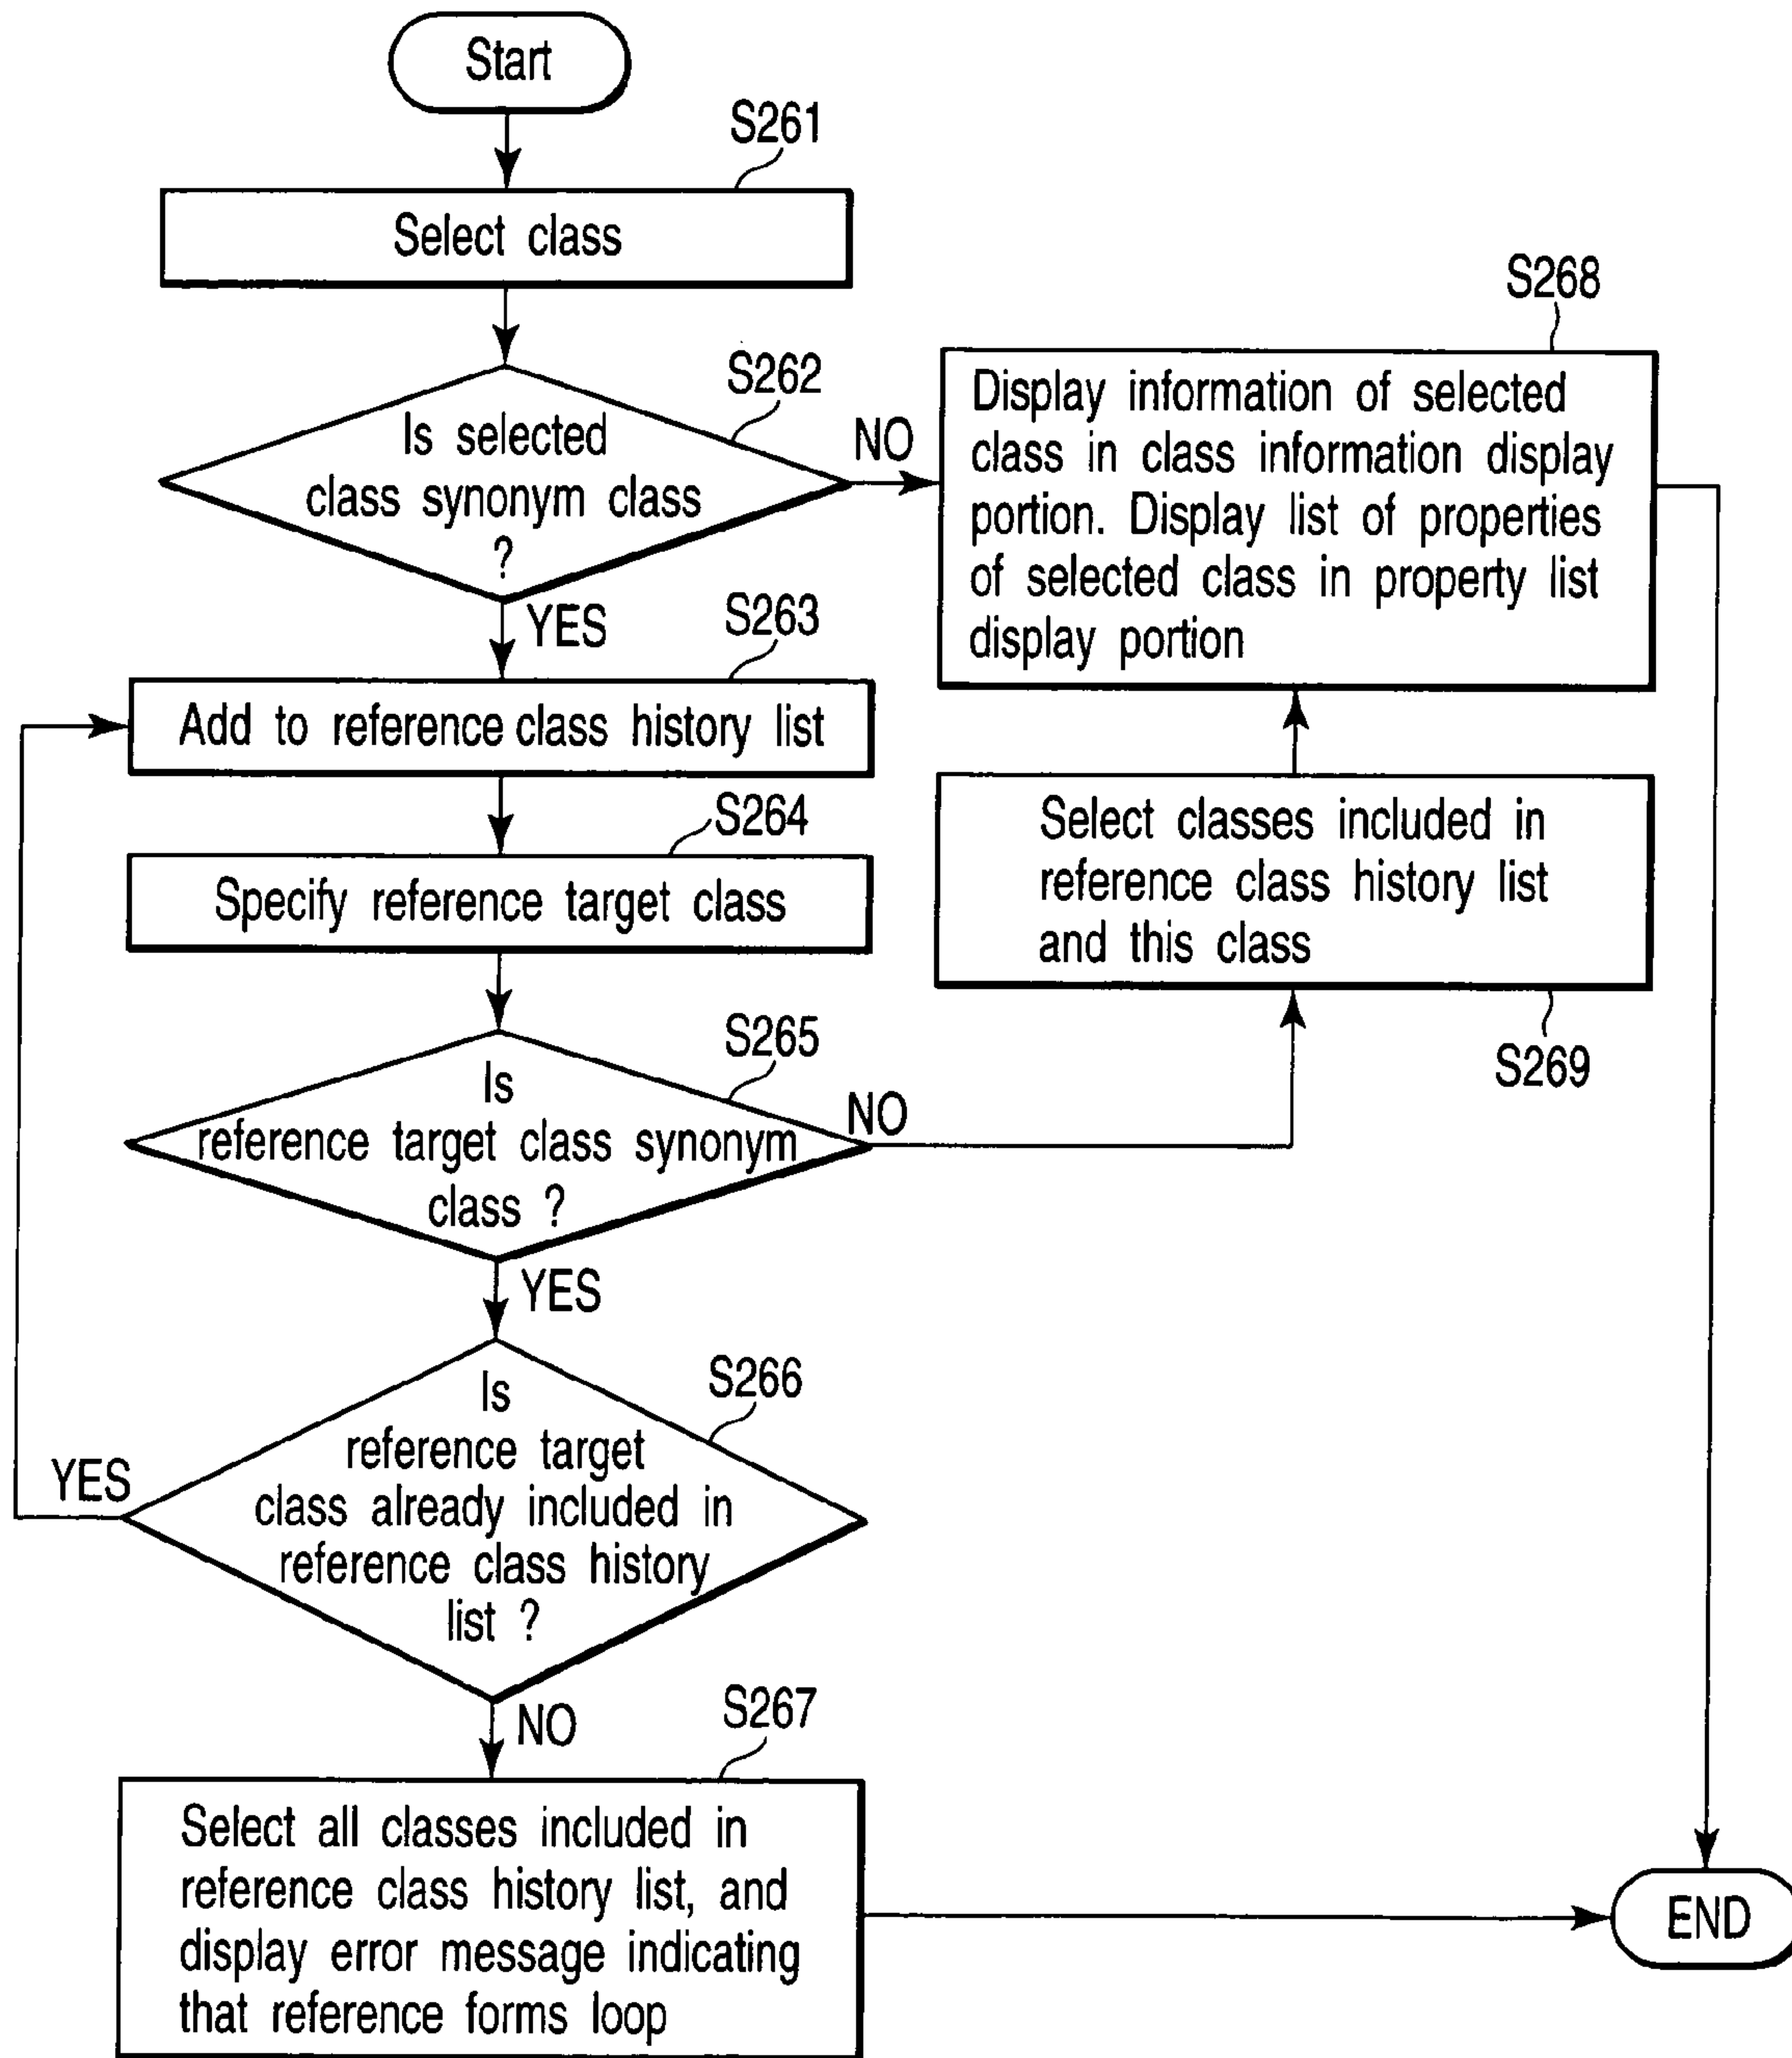 Start
S261
Select class
S262
Is selected
class synonym class
?
NO
YES
S268
Display information of selected
class in class information display
portion. Display list of properties
of selected class in property list
display portion
S263
Add to reference class history list
S264
Specify reference target class
Select classes included in
reference class history list
and this class
S269
S265
Is
reference target class synonym
class ?
NO
YES
S266
Is
reference target
class already included in
reference class history
list ?
YES
NO
S267
Select all classes included in
reference class history list, and
display error message indicating
that reference forms loop
END